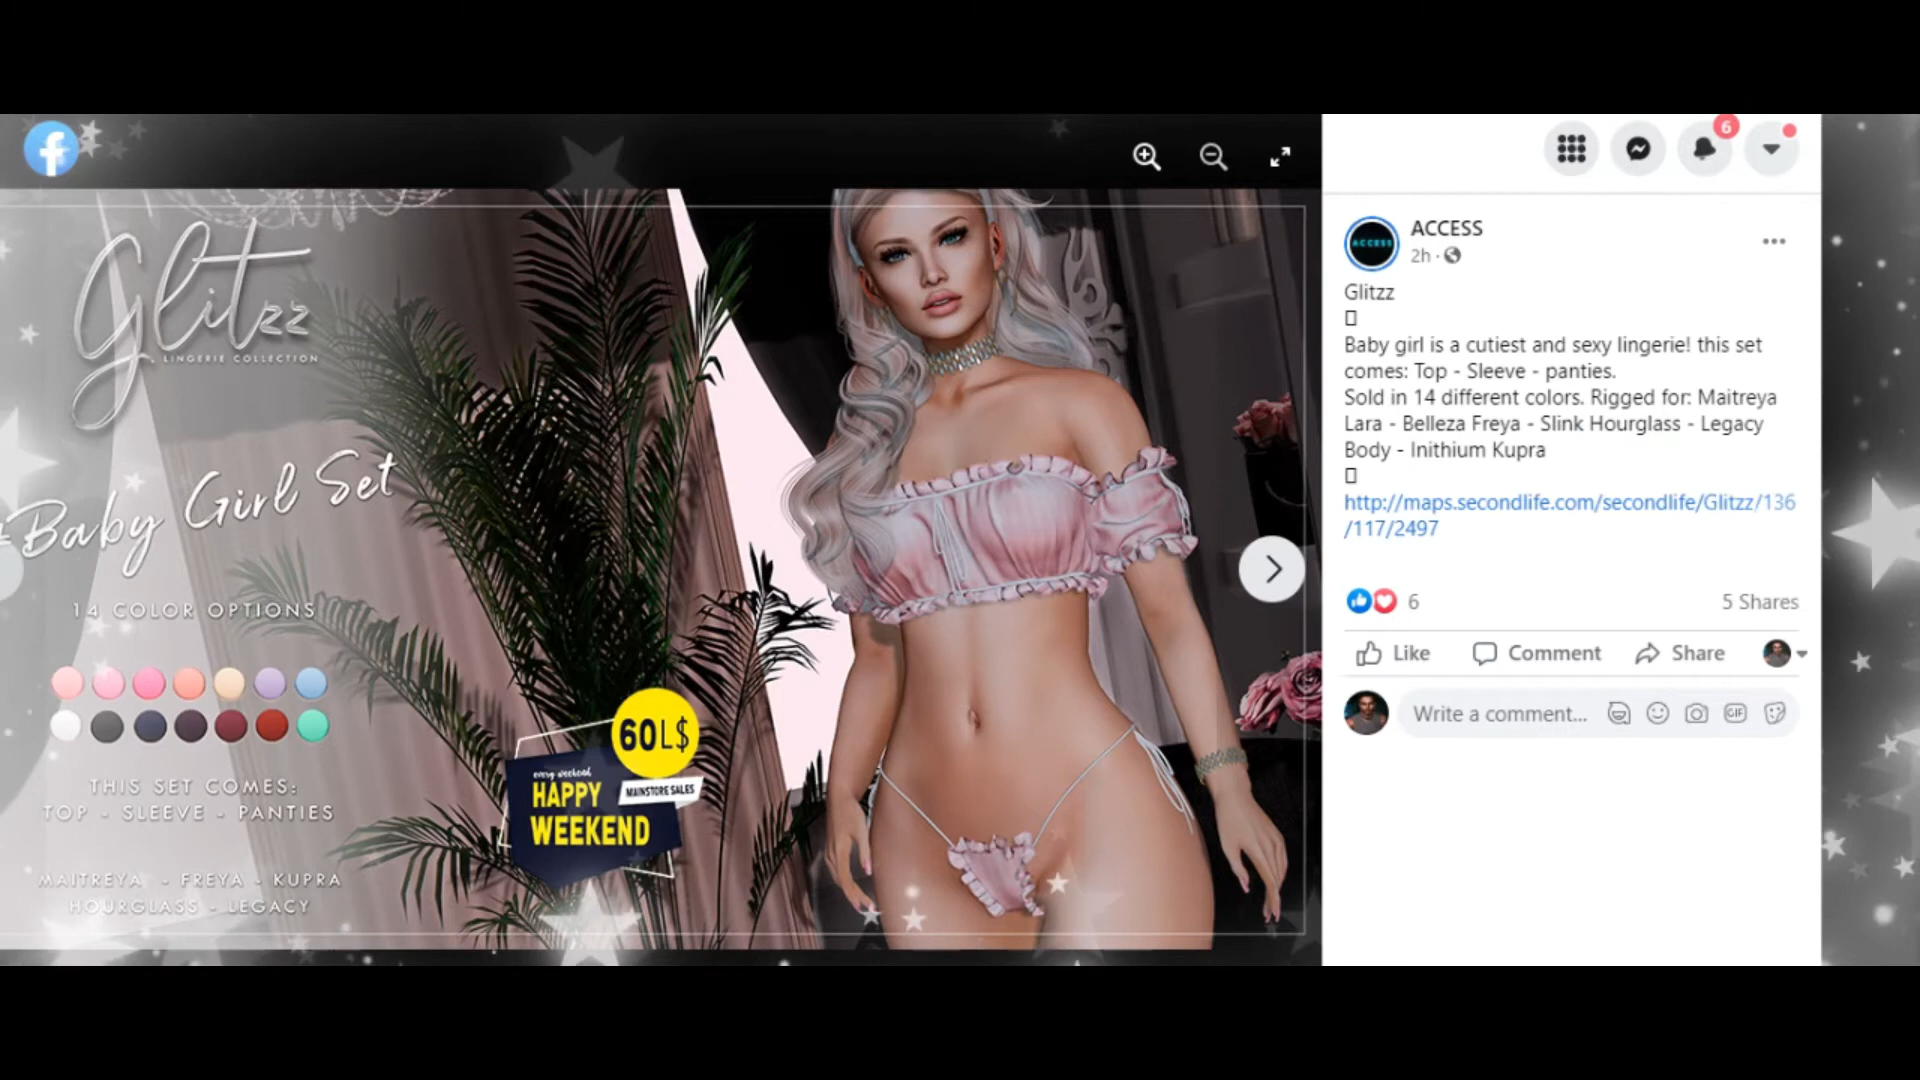 Glitzz
LINGERIE COLLECTION
#Baby Girl Set
14 COLOR OPTIONS
THIS SET COMES:
TOP - SLEEVE - PANTIES
MAITREYA - FREYA - KUPRA
HOURGLASS - LEGACY
60L$
every weekend
HAPPY
MAINSTORE SALES
WEEKEND
6
ACCESS
ACCESS
2h ·
Glitzz
Baby girl is a cutiest and sexy lingerie! this set
comes: Top - Sleeve - panties.
Sold in 14 different colors. Rigged for: Maitreya
Lara - Belleza Freya - Slink Hourglass - Legacy
Body - Inithium Kupra
http://maps.secondlife.com/secondlife/Glitzz/136
/117/2497
6
5 Shares
Like
Comment
Share
Write a comment...
GIF